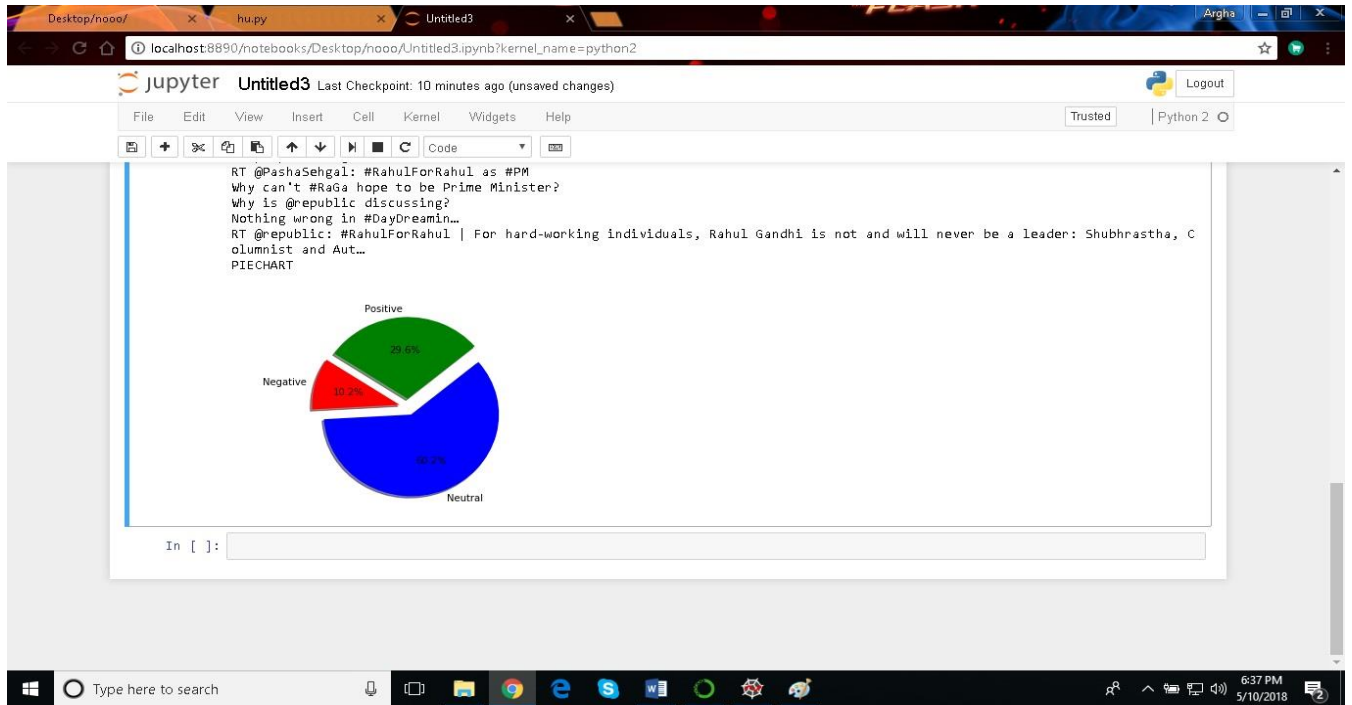 Desktop/nooo/
hu.py
Untitled3
Argha
localhost:8890/notebooks/Desktop/nooo/Untitled3.ipynb?kernel_name=python2
jupyter Untitled3 Last Checkpoint: 10 minutes ago (unsaved changes)
Logout
File Edit View Insert Cell Kernel Widgets Help
Trusted
Python 2
Code
RT @PashaSehgal: #RahulForRahul as #PM
Why can't #RaGa hope to be Prime Minister?
Why is @republic discussing?
Nothing wrong in #DayDreamin…
RT @republic: #RahulForRahul | For hard-working individuals, Rahul Gandhi is not and will never be a leader: Shubhrastha, C
olumnist and Aut…
PIECHART
Positive
29.6%
Negative
10.2%
60.2%
Neutral
In [ ]:
Type here to search
6:37 PM
5/10/2018